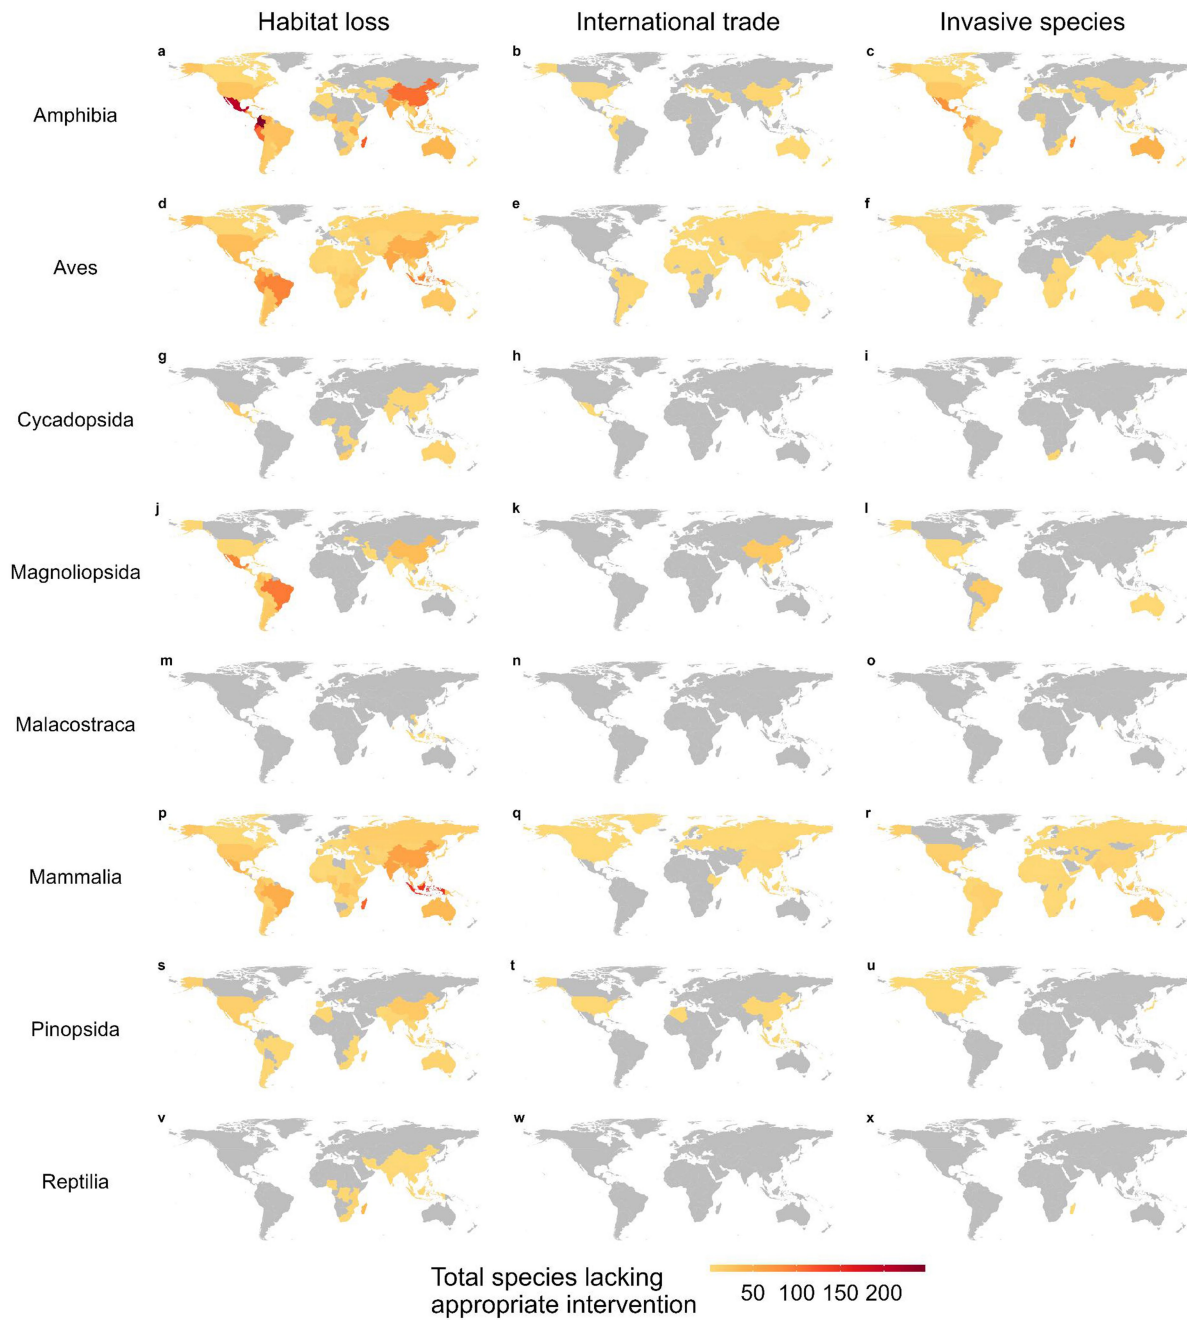 Habitat loss
International trade
Invasive species
a
b
c
Amphibia
d
e
f
Aves
g
h
i
Cycadopsida
j
k
l
Magnoliopsida
m
n
o
Malacostraca
p
q
r
Mammalia
s
t
u
Pinopsida
v
w
x
Reptilia
Total species lacking
appropriate intervention
50 100 150 200